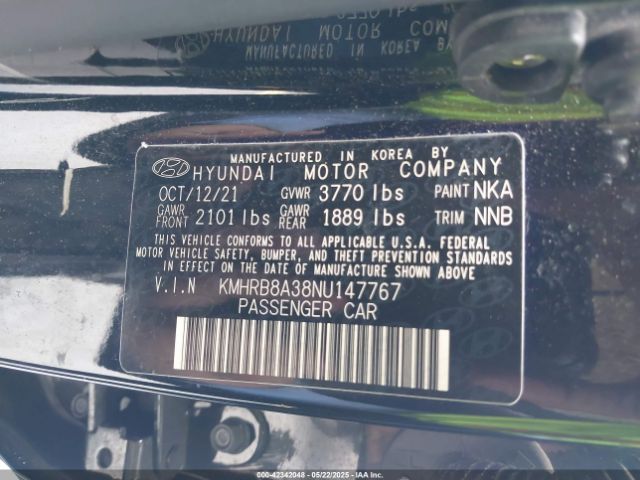 MANUFACTURED IN KOREA BY
HYUNDAI MOTOR COMPANY
OCT/12/21 GVWR 3770 lbs PAINT NKA
GAWR FRONT 2101 lbs GAWR REAR 1889 lbs TRIM NNB
THIS VEHICLE CONFORMS TO ALL APPLICABLE U.S.A. FEDERAL
MOTOR VEHICLE SAFETY, BUMPER, AND THEFT PREVENTION STANDARDS
IN EFFECT ON THE DATE OF MANUFACTURE SHOWN ABOVE
V.I.N KMHRB8A38NU147767
PASSENGER CAR
000-42342048 - 05/22/2025 - IAAI.COM